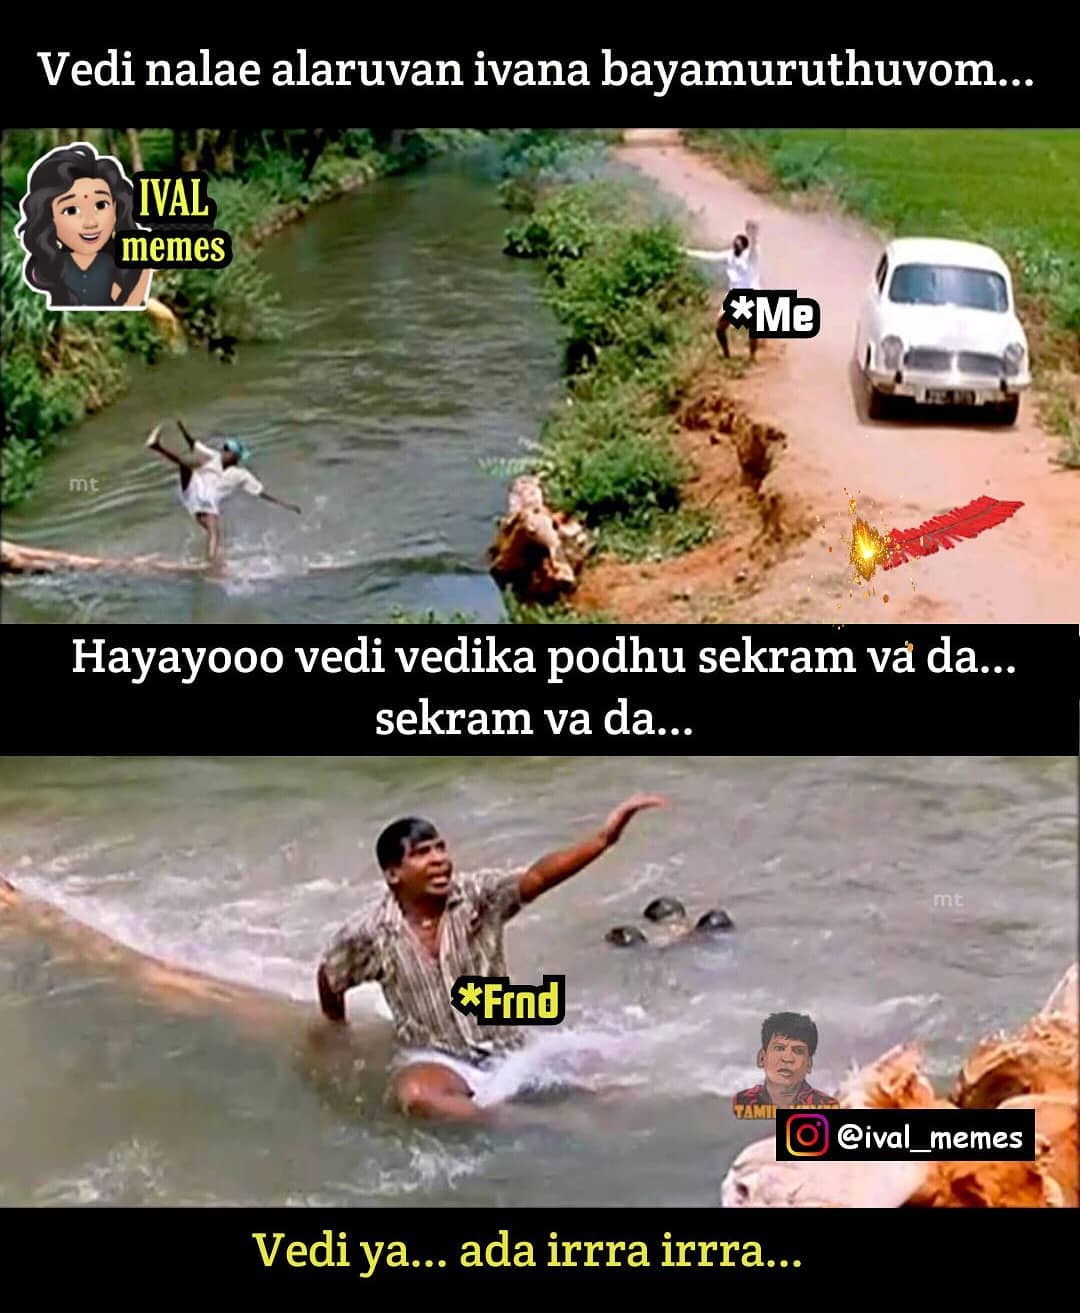 Vedi nalae alaruvan ivana bayamuruthuvom...
IVAL
memes
*Me
mt
Hayayooo vedi vedika podhu sekram va da...
sekram va da...
mt
*Frnd
TAMIL
@ival_memes
Vedi ya... ada irrra irrra...